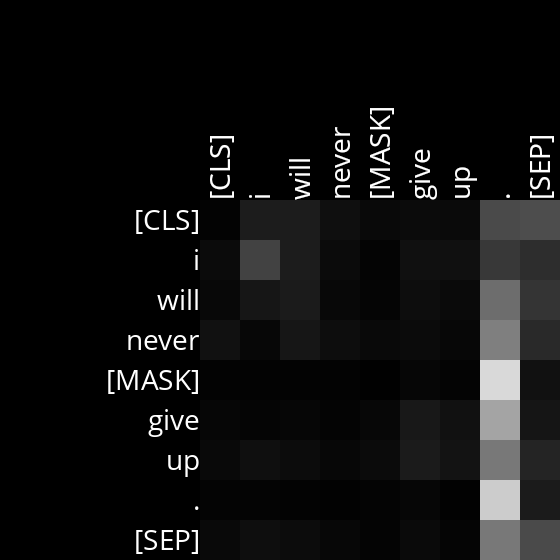 [CLS] i will never [MASK] give up . [SEP]
[CLS]
i
will
never
[MASK]
give
up
.
[SEP]